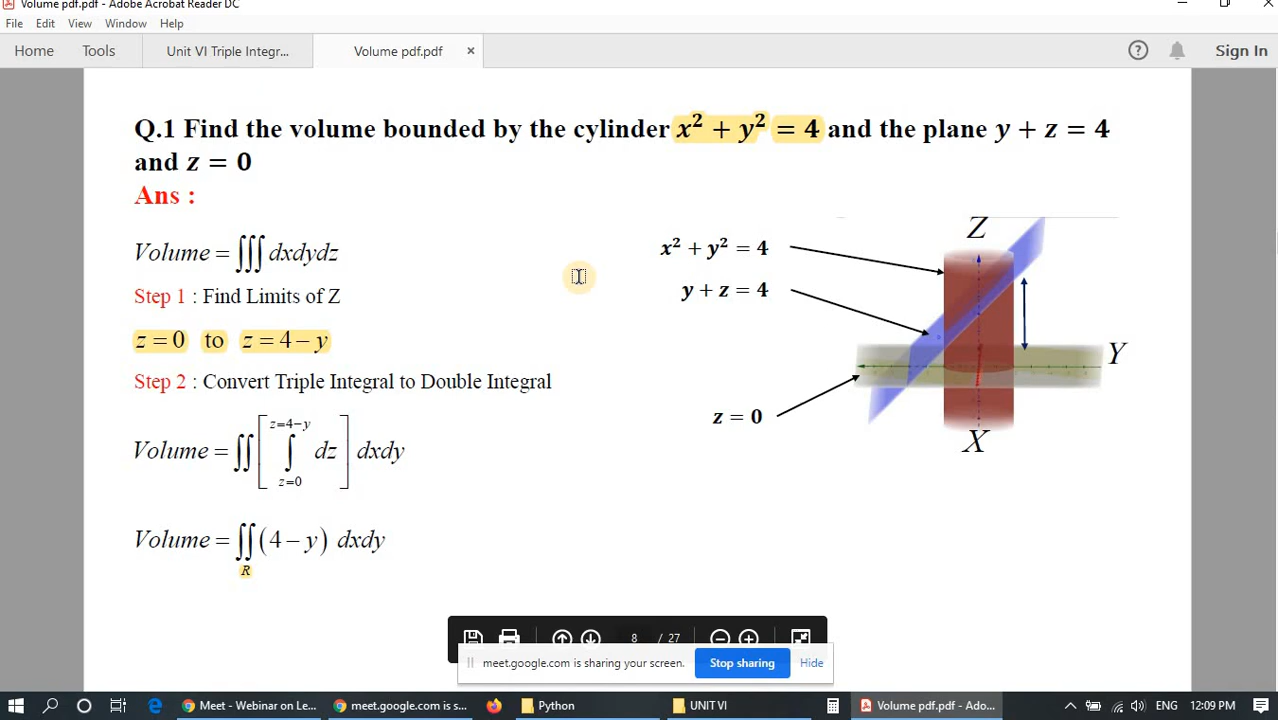 Volume pdf.pdf - Adobe Acrobat Reader DC
File Edit View Window Help
Home Tools Unit VI Triple Integr... Volume pdf.pdf × Sign In
Q.1 Find the volume bounded by the cylinder x² + y² = 4 and the plane y + z = 4
and z = 0
Ans :
Volume = ∭ dxdydz
Step 1 : Find Limits of Z
z = 0 to z = 4 – y
Step 2 : Convert Triple Integral to Double Integral
Volume = ∬ [ ∫_{z=0}^{z=4–y} dz ] dxdy
Volume = ∬_R (4 – y) dxdy
Z
x² + y² = 4
y + z = 4
Y
z = 0
X
8 / 27
meet.google.com is sharing your screen. Stop sharing Hide
Meet - Webinar on Le... meet.google.com is s... Python UNIT VI Volume pdf.pdf - Ado... 12:09 PM